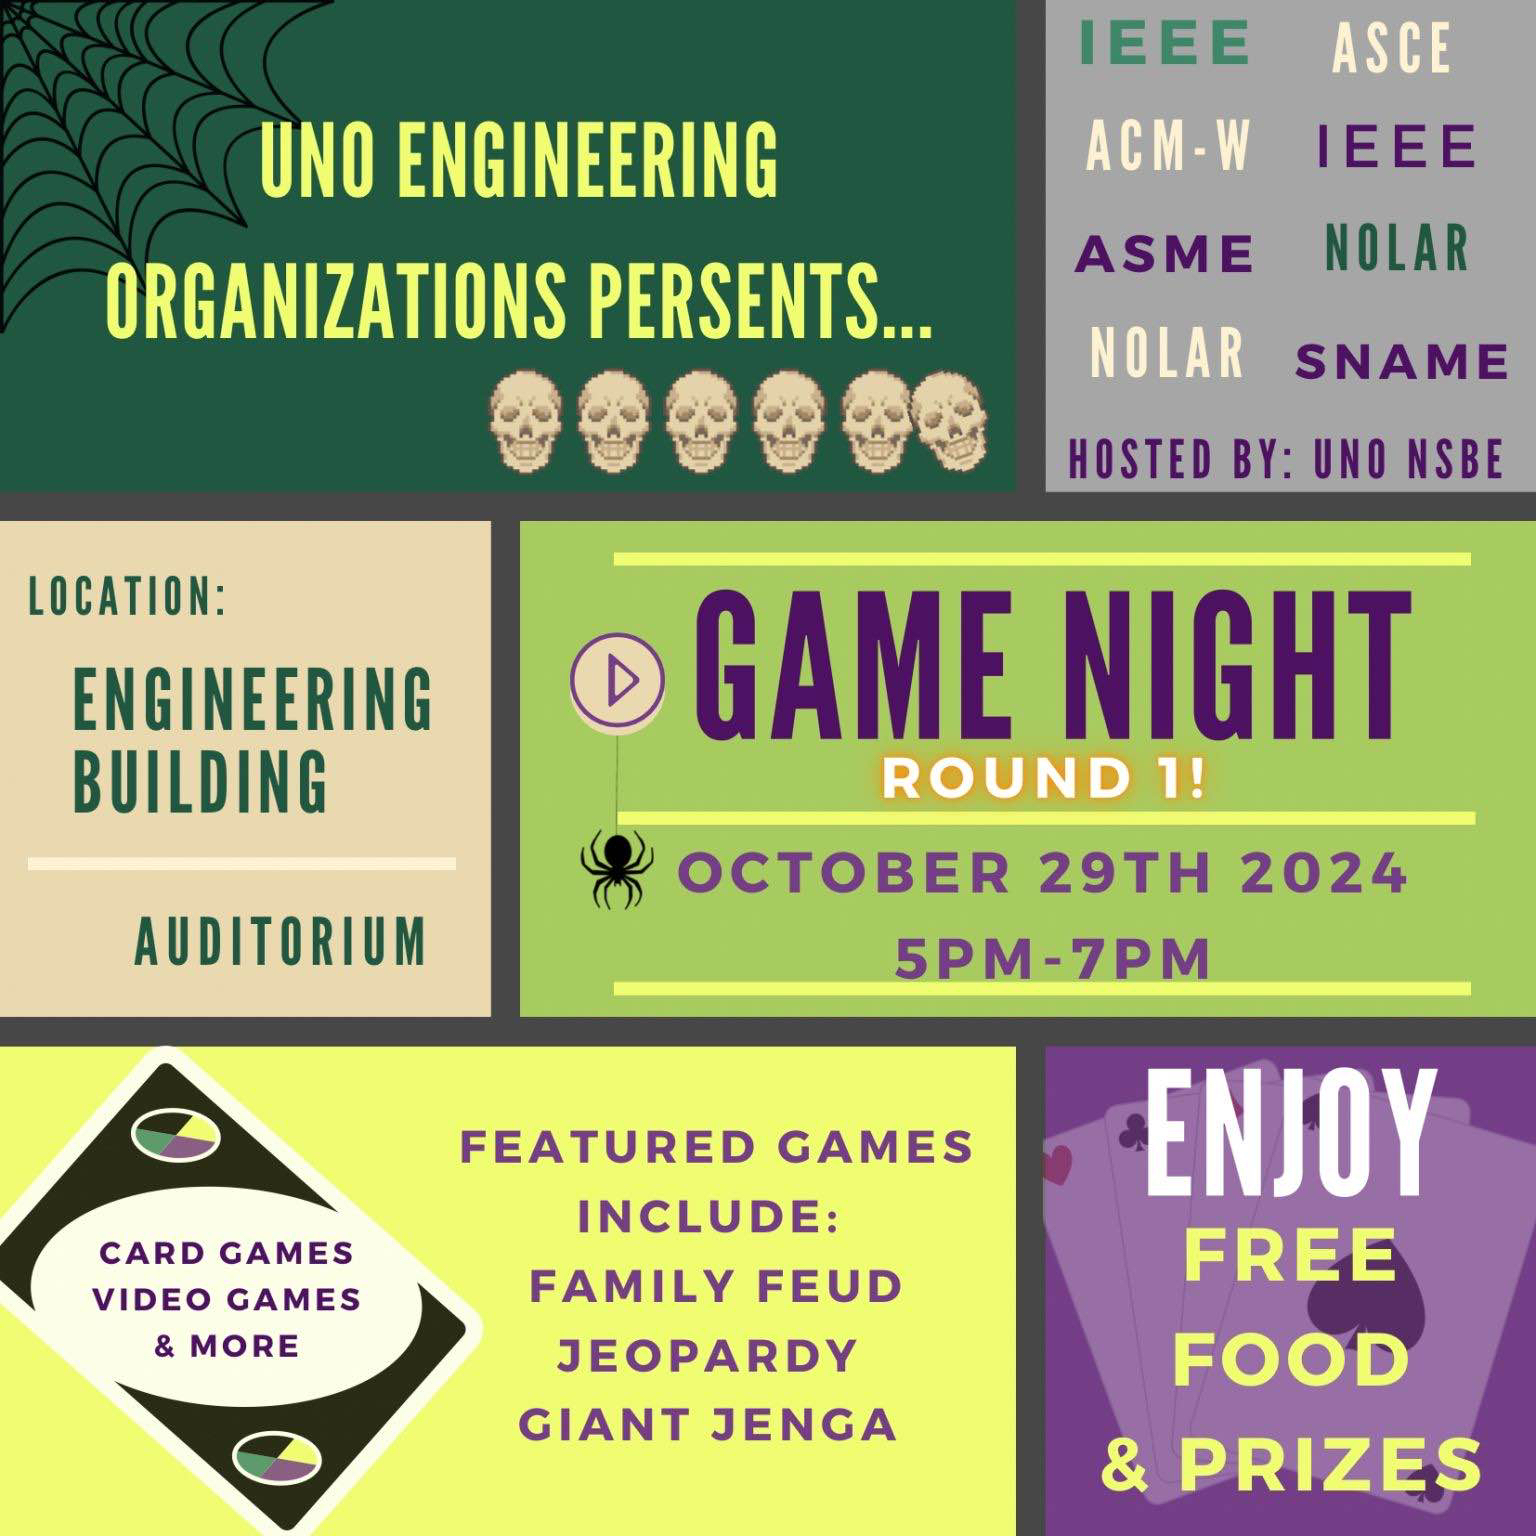 UNO ENGINEERING
ORGANIZATIONS PERSENTS...
IEEE ASCE
ACM-W IEEE
ASME NOLAR
NOLAR SNAME
HOSTED BY: UNO NSBE
LOCATION:
ENGINEERING
BUILDING
AUDITORIUM
GAME NIGHT
ROUND 1!
OCTOBER 29TH 2024
5PM-7PM
CARD GAMES
VIDEO GAMES
& MORE
FEATURED GAMES
INCLUDE:
FAMILY FEUD
JEOPARDY
GIANT JENGA
ENJOY
FREE
FOOD
& PRIZES